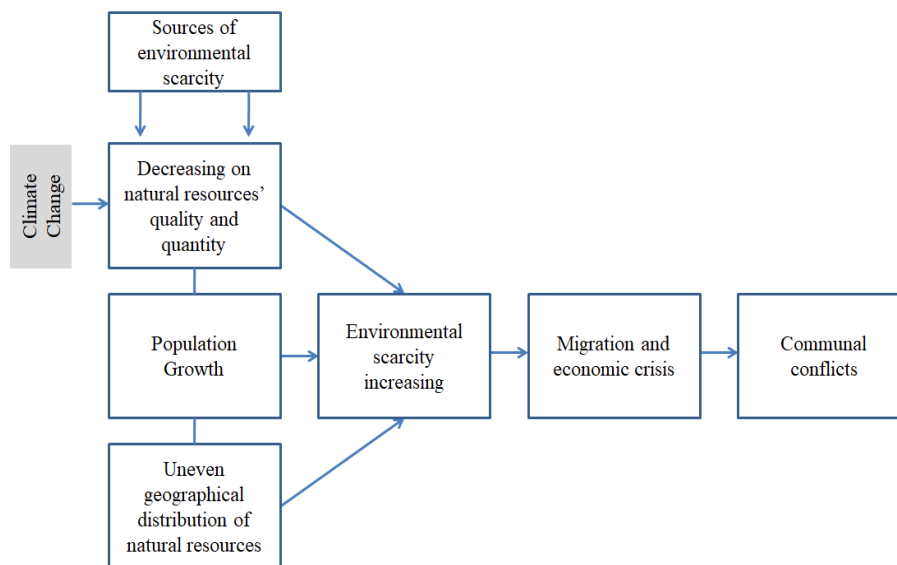 Sources of
environmental
scarcity
Climate
Change
Decreasing on
natural resources’
quality and
quantity
Population
Growth
Environmental
scarcity
increasing
Migration and
economic crisis
Communal
conflicts
Uneven
geographical
distribution of
natural resources